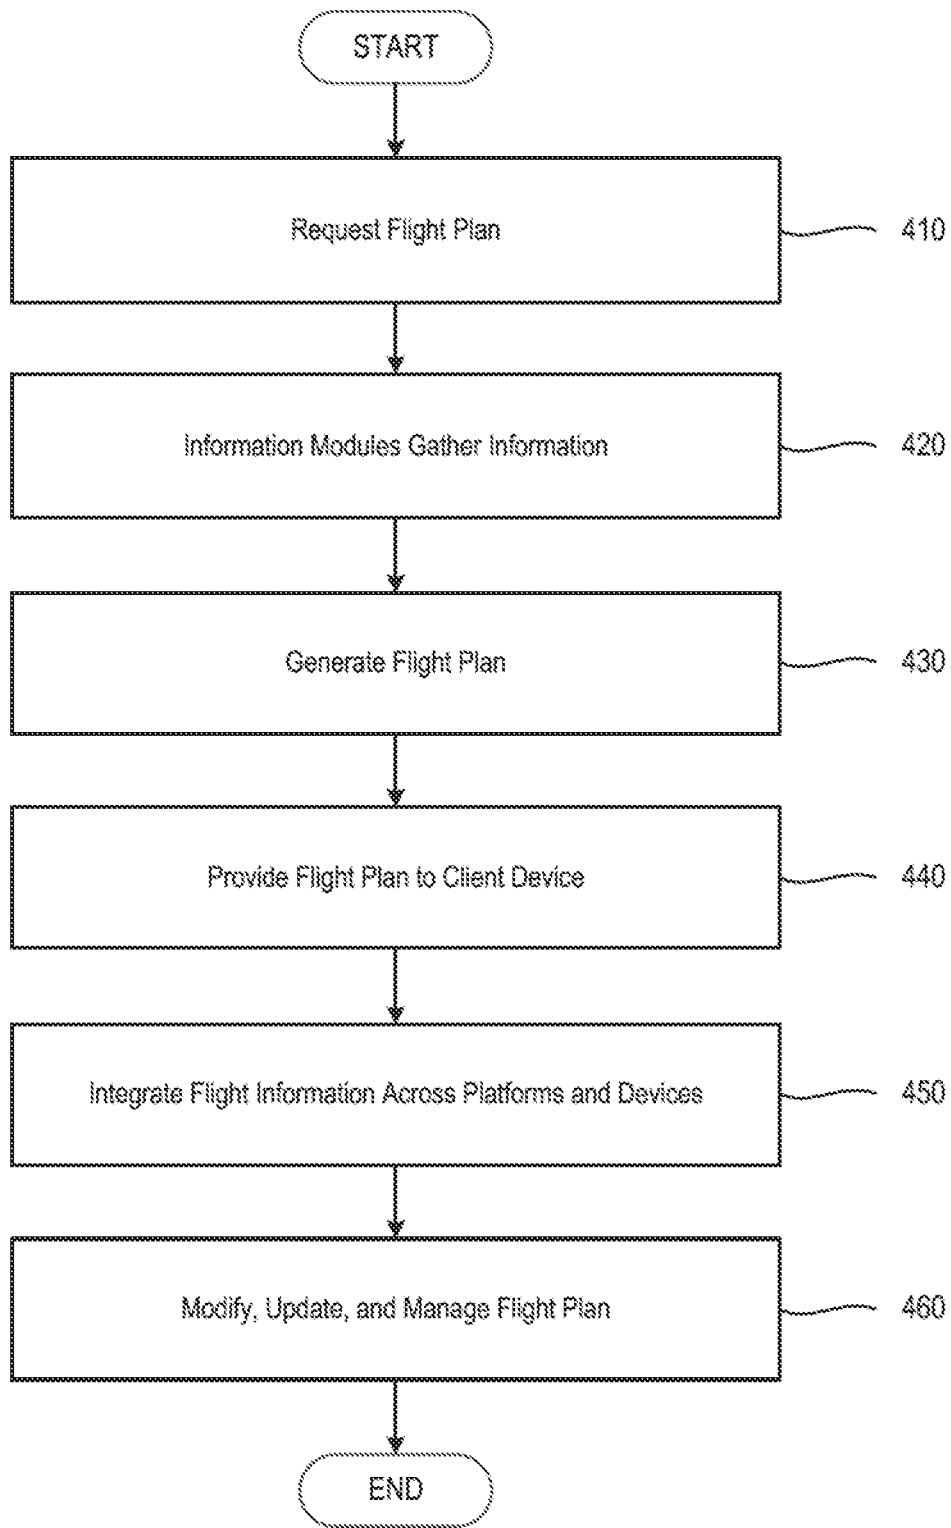 START
Request Flight Plan
410
Information Modules Gather Information
420
Generate Flight Plan
430
Provide Flight Plan to Client Device
440
Integrate Flight Information Across Platforms and Devices
450
Modify, Update, and Manage Flight Plan
460
END